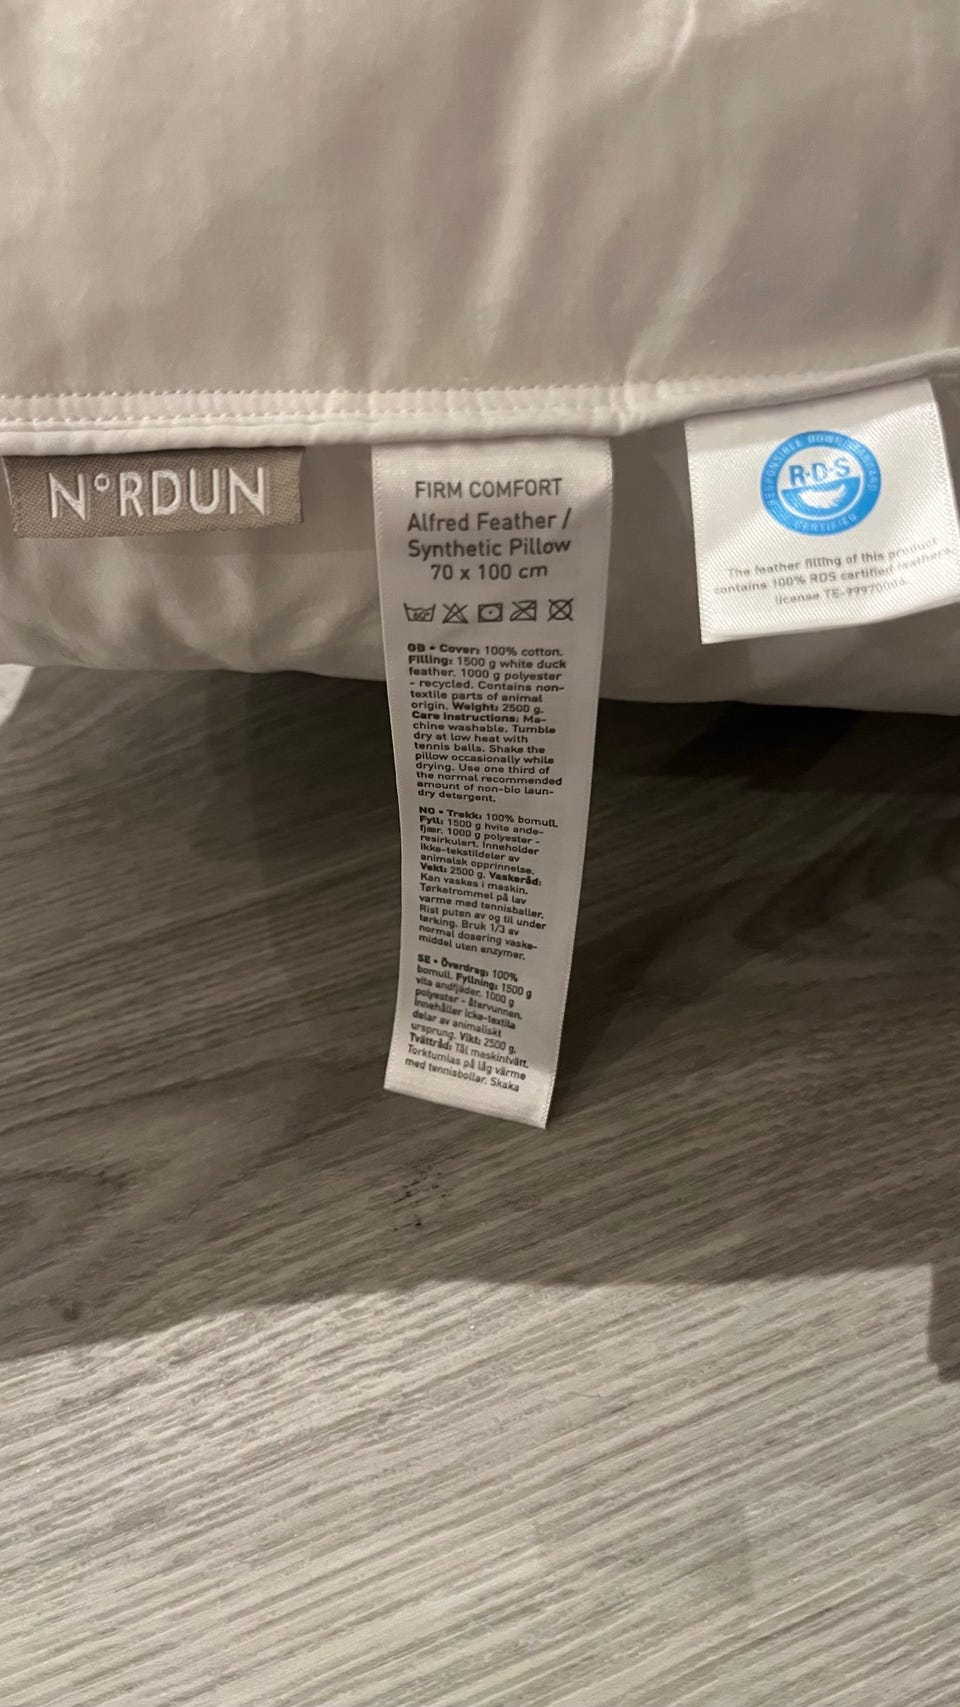 N°RDUN
FIRM COMFORT
Alfred Feather /
Synthetic Pillow
70 x 100 cm
60°
GB • Cover: 100% cotton.
Filling: 1500 g white duck
feather. 1000 g polyester
- recycled. Contains non-
textile parts of animal
origin. Weight: 2500 g.
Care instructions: Ma-
chine washable. Tumble
dry at low heat with
tennis balls. Shake the
pillow occasionally while
drying. Use one third of
the normal recommended
amount of non-bio laun-
dry detergent.
NO • Trekk: 100% bomull.
Fyll: 1500 g hvite ande-
fjær. 1000 g polyester -
resirkulert. Inneholder
ikke-tekstildeler av
animalsk opprinnelse.
Vekt: 2500 g. Vaskeråd:
Kan vaskes i maskin.
Tørketrommel på lav
varme med tennisballer.
Rist puten av og til under
tørking. Bruk 1/3 av
normal dosering vaske-
middel uten enzymer.
SE • Överdrag: 100%
bomull. Fyllning: 1500 g
vita andfjäder. 1000 g
polyester - återvunnen.
Innehåller icke-textila
delar av animaliskt
ursprung. Vikt: 2500 g.
Tvättråd: Tål maskintvätt.
Torktumlas på låg värme
med tennisbollar. Skaka
RESPONSIBLE DOWN STANDARD
R·D·S
CERTIFIED
The feather filling of this product
contains 100% RDS certified feathers
license TE-99970006